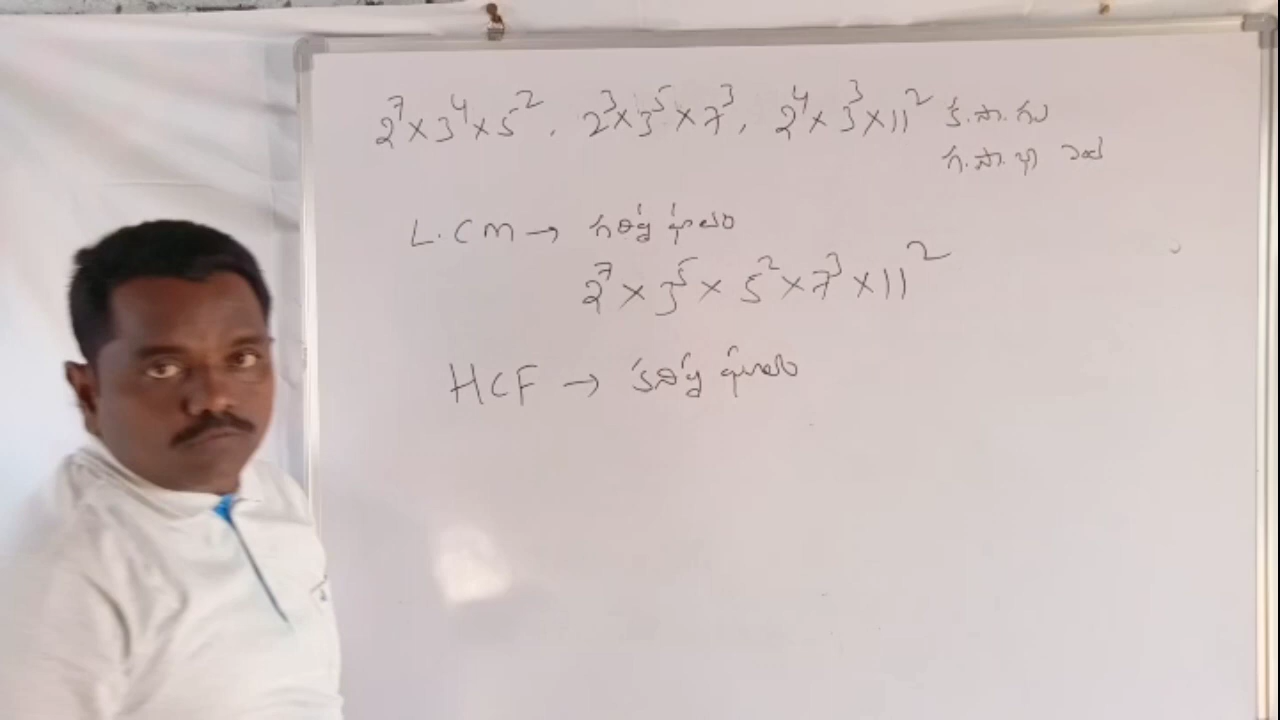 2⁷×3⁴×5², 2³×3⁵×7³, 2⁴×3³×11² క.సా.గు
గ.సా.భా
L.C.M → గరిష్ఠ ఘాతం
2⁷×3⁵×5²×7³×11²
HCF → కనిష్ఠ ఘాతం